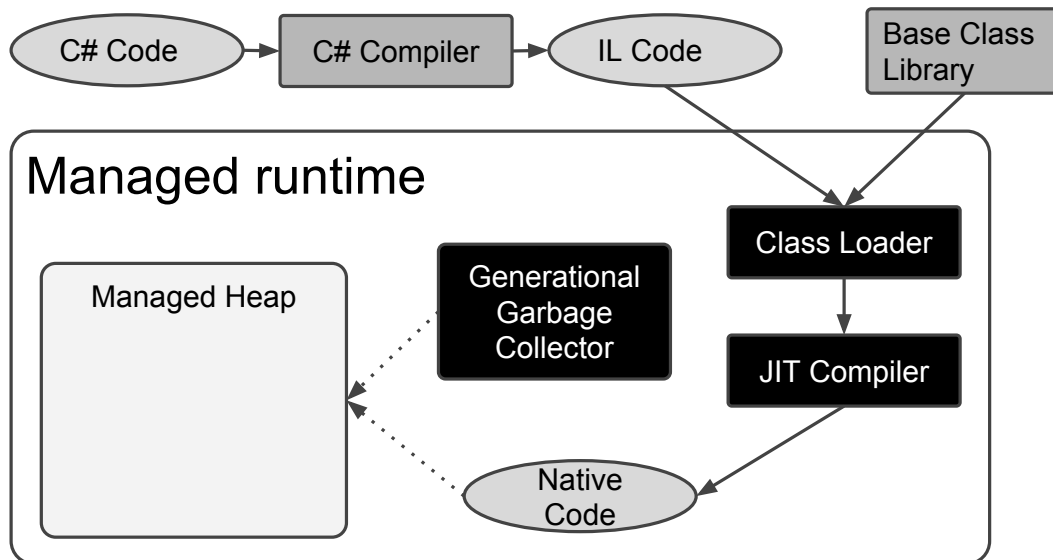 C# Code
C# Compiler
IL Code
Base Class
Library
Managed runtime
Class Loader
Generational
Garbage
Collector
Managed Heap
JIT Compiler
Native
Code